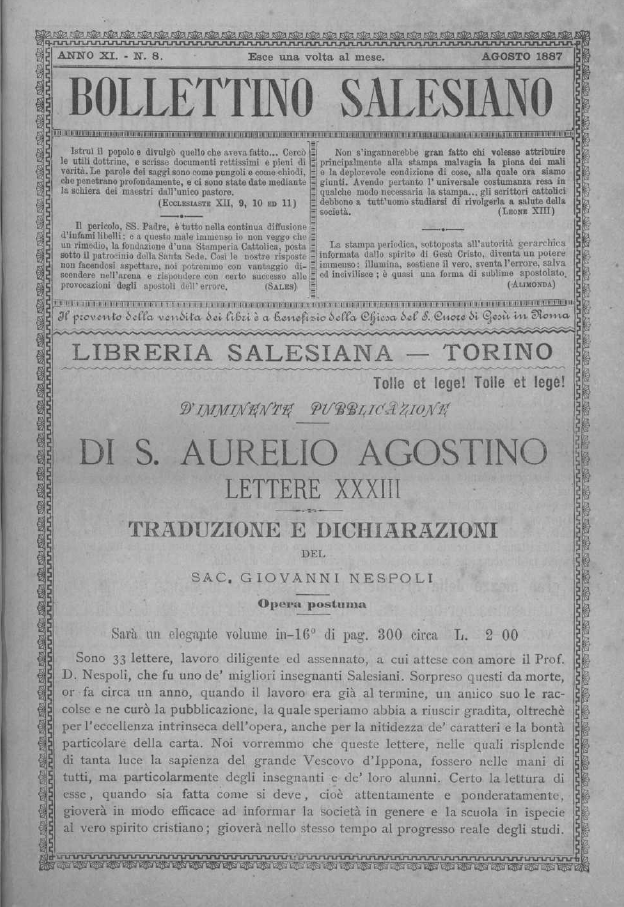 ANNO XI. - N. 8.
Esce una volta al mese.
AGOSTO 1887
BOLLETTINO SALESIANO
Istruì il popolo e divulgò quello che aveva fatto... Cercò
le utili dottrine, e scrisse documenti rettissimi e pieni di
verità. Le parole dei saggi sono come pungoli e come chiodi,
che penetrano profondamente, e ci sono state date mediante
la schiera dei maestri dall'unico pastore.
(ECCLESIASTE XII, 9, 10 ED 11)
Il pericolo, SS. Padre, è tutto nella continua diffusione
d'infami libelli: e a questo male immenso io non veggo che
un rimedio, la fondazione d'una Stamperia Cattolica, posta
sotto il patrocinio della Santa Sede. Così le nostre risposte
non facendosi aspettare, noi potremmo con vantaggio di-
scendere nell'arena e rispondere con certo successo alle
provocazioni degli apostoli dell'errore.
(SALES)
Non s'ingannerebbe gran fatto chi volesse attribuire
principalmente alla stampa malvagia la piena dei mali
e la deplorevole condizione di cose, alla quale ora siamo
giunti. Avendo pertanto l'universale costumanza resa in
qualche modo necessaria la stampa..., gli scrittori cattolici
debbono a tutt'uomo studiarsi di rivolgerla a salute della
società.
(LEONE XIII)
La stampa periodica, sottoposta all'autorità gerarchica
informata dallo spirito di Gesù Cristo, diventa un potere
immenso: illumina, sostiene il vero, sventa l'errore, salva
ed incivilisce; è quasi una forma di sublime apostolato.
(ALIMONDA)
Il provento della vendita dei libri è a benefizio della Chiesa del S. Cuore di Gesù in Roma
LIBRERIA SALESIANA — TORINO
Tolle et lege! Tolle et lege!
D'IMMINENTE PUBBLICAZIONE
DI S. AURELIO AGOSTINO
LETTERE XXXIII
TRADUZIONE E DICHIARAZIONI
DEL
SAC. GIOVANNI NESPOLI
Opera postuma
Sarà un elegante volume in-16° di pag. 300 circa L. 2 00
Sono 33 lettere, lavoro diligente ed assennato, a cui attese con amore il Prof.
D. Nespoli, che fu uno de' migliori insegnanti Salesiani. Sorpreso questi da morte,
or fa circa un anno, quando il lavoro era già al termine, un amico suo le rac-
colse e ne curò la pubblicazione, la quale speriamo abbia a riuscir gradita, oltrechè
per l'eccellenza intrinseca dell'opera, anche per la nitidezza de' caratteri e la bontà
particolare della carta. Noi vorremmo che queste lettere, nelle quali risplende
di tanta luce la sapienza del grande Vescovo d'Ippona, fossero nelle mani di
tutti, ma particolarmente degli insegnanti e de' loro alunni. Certo la lettura di
esse, quando sia fatta come si deve, cioè attentamente e ponderatamente,
gioverà in modo efficace ad informar la società in genere e la scuola in ispecie
al vero spirito cristiano; gioverà nello stesso tempo al progresso reale degli studi.